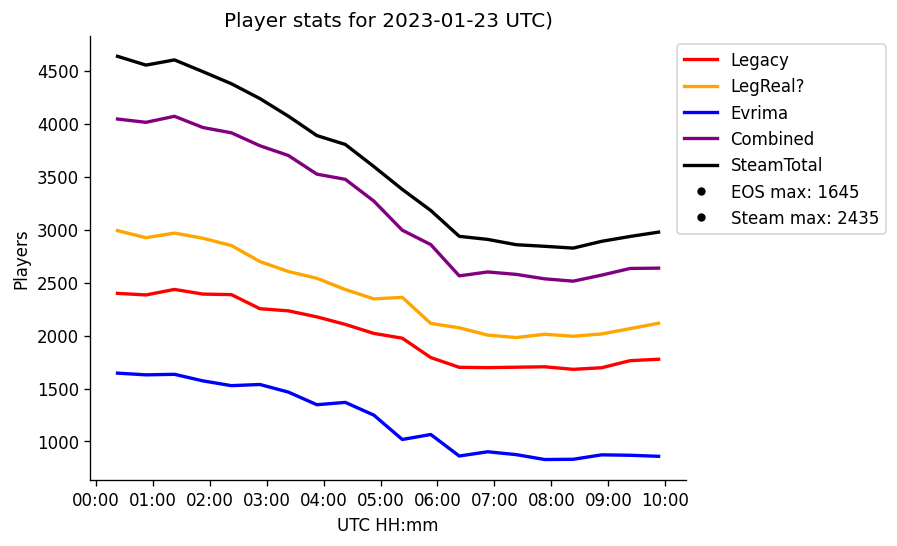 Player stats for 2023-01-23 UTC)
Legacy
LegReal?
Evrima
Combined
SteamTotal
EOS max: 1645
Steam max: 2435
Players
4500
4000
3500
3000
2500
2000
1500
1000
00:00 01:00 02:00 03:00 04:00 05:00 06:00 07:00 08:00 09:00 10:00
UTC HH:mm